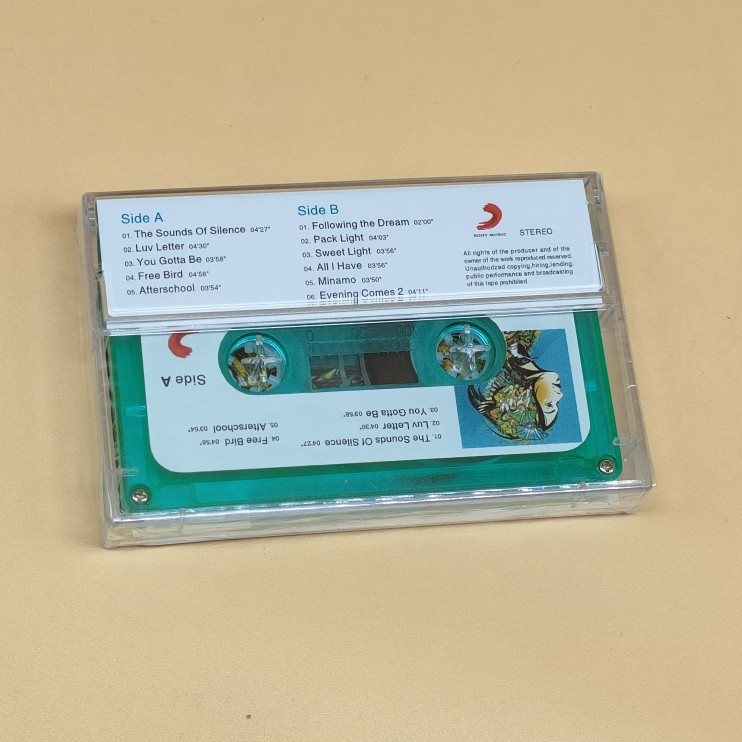 Side A
01. The Sounds Of Silence 04'27"
02. Luv Letter 04'30"
03. You Gotta Be 03'58"
04. Free Bird 04'58"
05. Afterschool 03'54"
Side B
01. Following the Dream 02'00"
02. Pack Light 04'03"
03. Sweet Light 03'56"
04. All I Have 03'56"
05. Minamo 03'50"
06. Evening Comes 2 04'11"
SONY MUSIC
STEREO
All rights of the producer and of the
owner of the work reproduced reserved.
Unauthorized copying,hiring,lending.
public performance and broadcasting
of this tape prohibited
Side A
01. The Sounds Of Silence 04'27"
02. Luv Letter 04'30"
03. You Gotta Be 03'58"
04. Free Bird 04'58"
05. Afterschool 03'54"